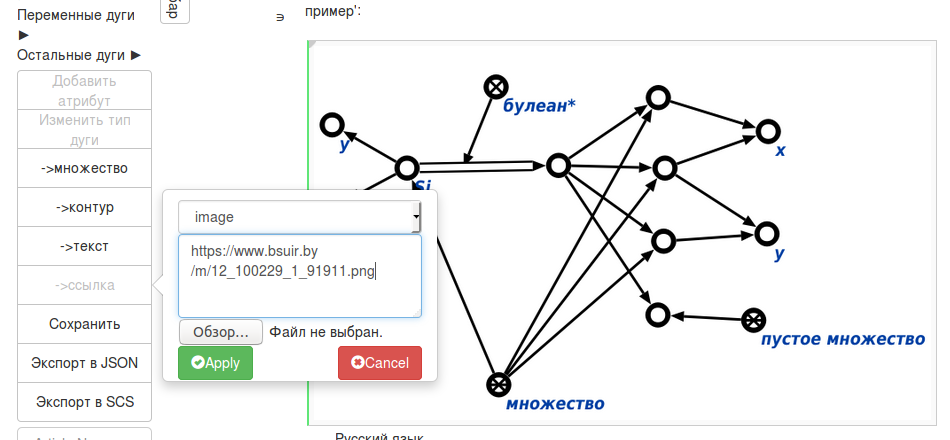 Переменные дуги
►
Остальные дуги ►
Добавить
атрибут
Изменить тип
дуги
->множество
->контур
->текст
->ссылка
Сохранить
Экспорт в JSON
Экспорт в SCS
image
https://www.bsuir.by
/m/12_100229_1_91911.png
Обзор... Файл не выбран.
Apply Cancel
э
пример':
булеан*
y
Si
x
y
пустое множество
множество
Русский язык